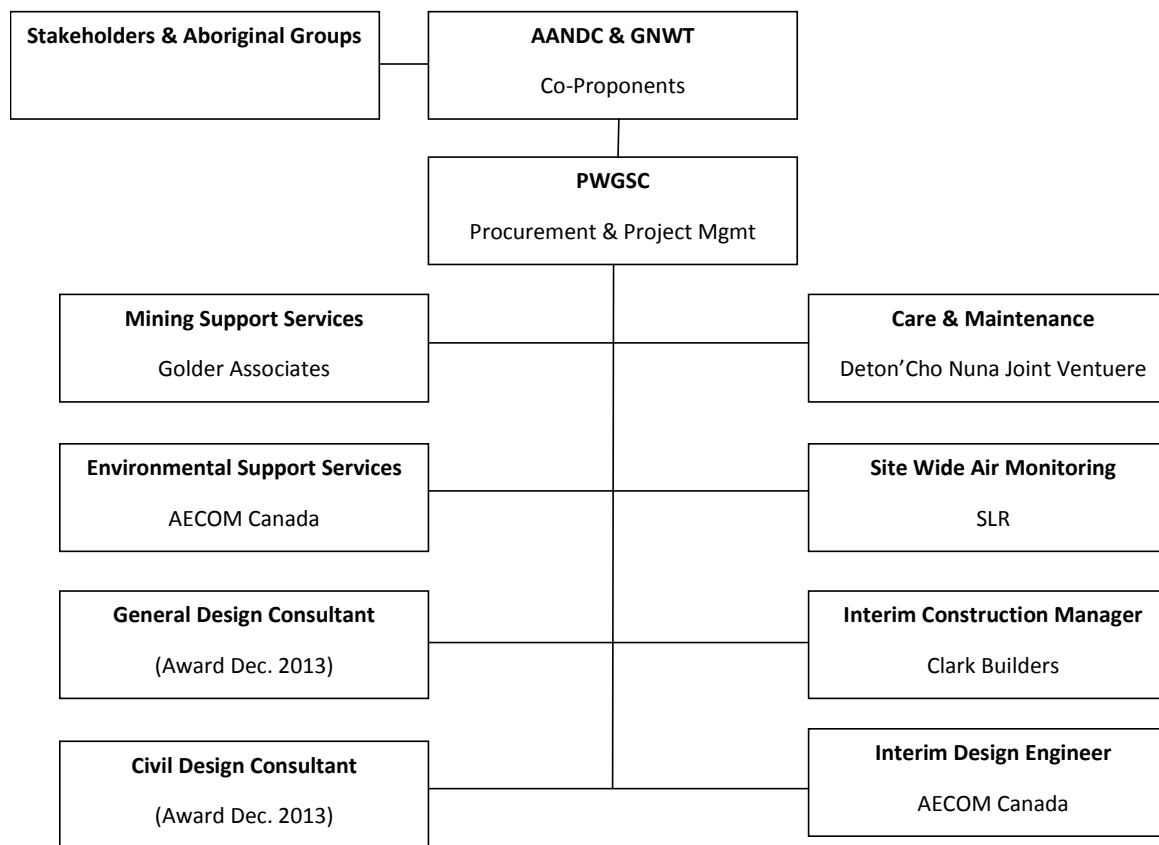 Stakeholders & Aboriginal Groups
AANDC & GNWT
Co-Proponents
PWGSC
Procurement & Project Mgmt
Mining Support Services
Golder Associates
Care & Maintenance
Deton’Cho Nuna Joint Ventuere
Environmental Support Services
AECOM Canada
Site Wide Air Monitoring
SLR
General Design Consultant
(Award Dec. 2013)
Interim Construction Manager
Clark Builders
Civil Design Consultant
(Award Dec. 2013)
Interim Design Engineer
AECOM Canada